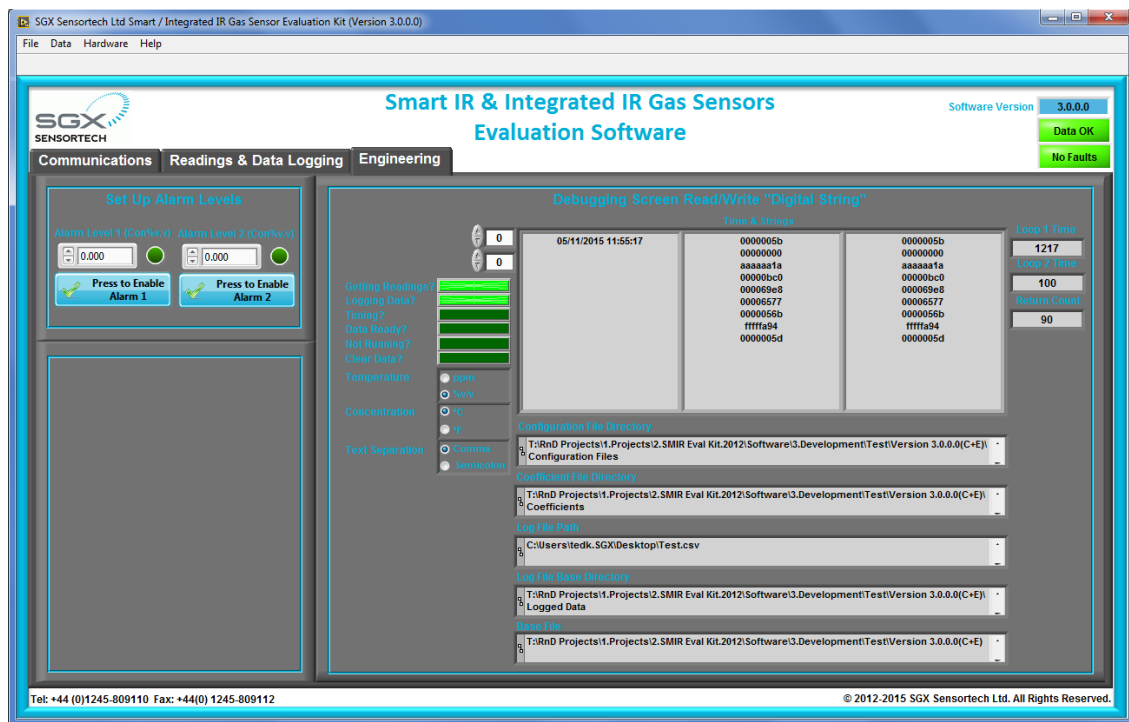 SGX Sensortech Ltd Smart / Integrated IR Gas Sensor Evaluation Kit (Version 3.0.0.0)
File Data Hardware Help
SGX
SENSORTECH
Smart IR & Integrated IR Gas Sensors
Evaluation Software
Software Version 3.0.0.0
Data OK
No Faults
Communications Readings & Data Logging Engineering
Set Up Alarm Levels
Alarm Level 1 (Con%v.v) Alarm Level 2 (Con%v.v)
0.000 0.000
Press to Enable
Alarm 1
Press to Enable
Alarm 2
Debugging Screen Read/Write "Digital String"
Time & Strings
0
0
05/11/2015 11:55:17
0000005b
00000000
aaaaaa1a
00000bc0
000069e8
00006577
0000056b
fffffa94
0000005d
0000005b
00000000
aaaaaa1a
00000bc0
000069e8
00006577
0000056b
fffffa94
0000005d
Loop 1 Time
1217
Loop 2 Time
100
Return Count
90
Getting Readings?
Logging Data?
Timing?
Data Ready?
Not Running?
Clear Data?
Temperature
ppm
%v/v
Concentration
°C
°F
Text Separation
Comma
Semicolon
Configuration File Directory
T:\RnD Projects\1.Projects\2.SMIR Eval Kit.2012\Software\3.Development\Test\Version 3.0.0.0(C+E)\
Configuration Files
Coefficient File Directory
T:\RnD Projects\1.Projects\2.SMIR Eval Kit.2012\Software\3.Development\Test\Version 3.0.0.0(C+E)\
Coefficients
Log File Path
C:\Users\tedk.SGX\Desktop\Test.csv
Log File Base Directory
T:\RnD Projects\1.Projects\2.SMIR Eval Kit.2012\Software\3.Development\Test\Version 3.0.0.0(C+E)\
Logged Data
Base File
T:\RnD Projects\1.Projects\2.SMIR Eval Kit.2012\Software\3.Development\Test\Version 3.0.0.0(C+E)
Tel: +44 (0)1245-809110 Fax: +44(0) 1245-809112
© 2012-2015 SGX Sensortech Ltd. All Rights Reserved.